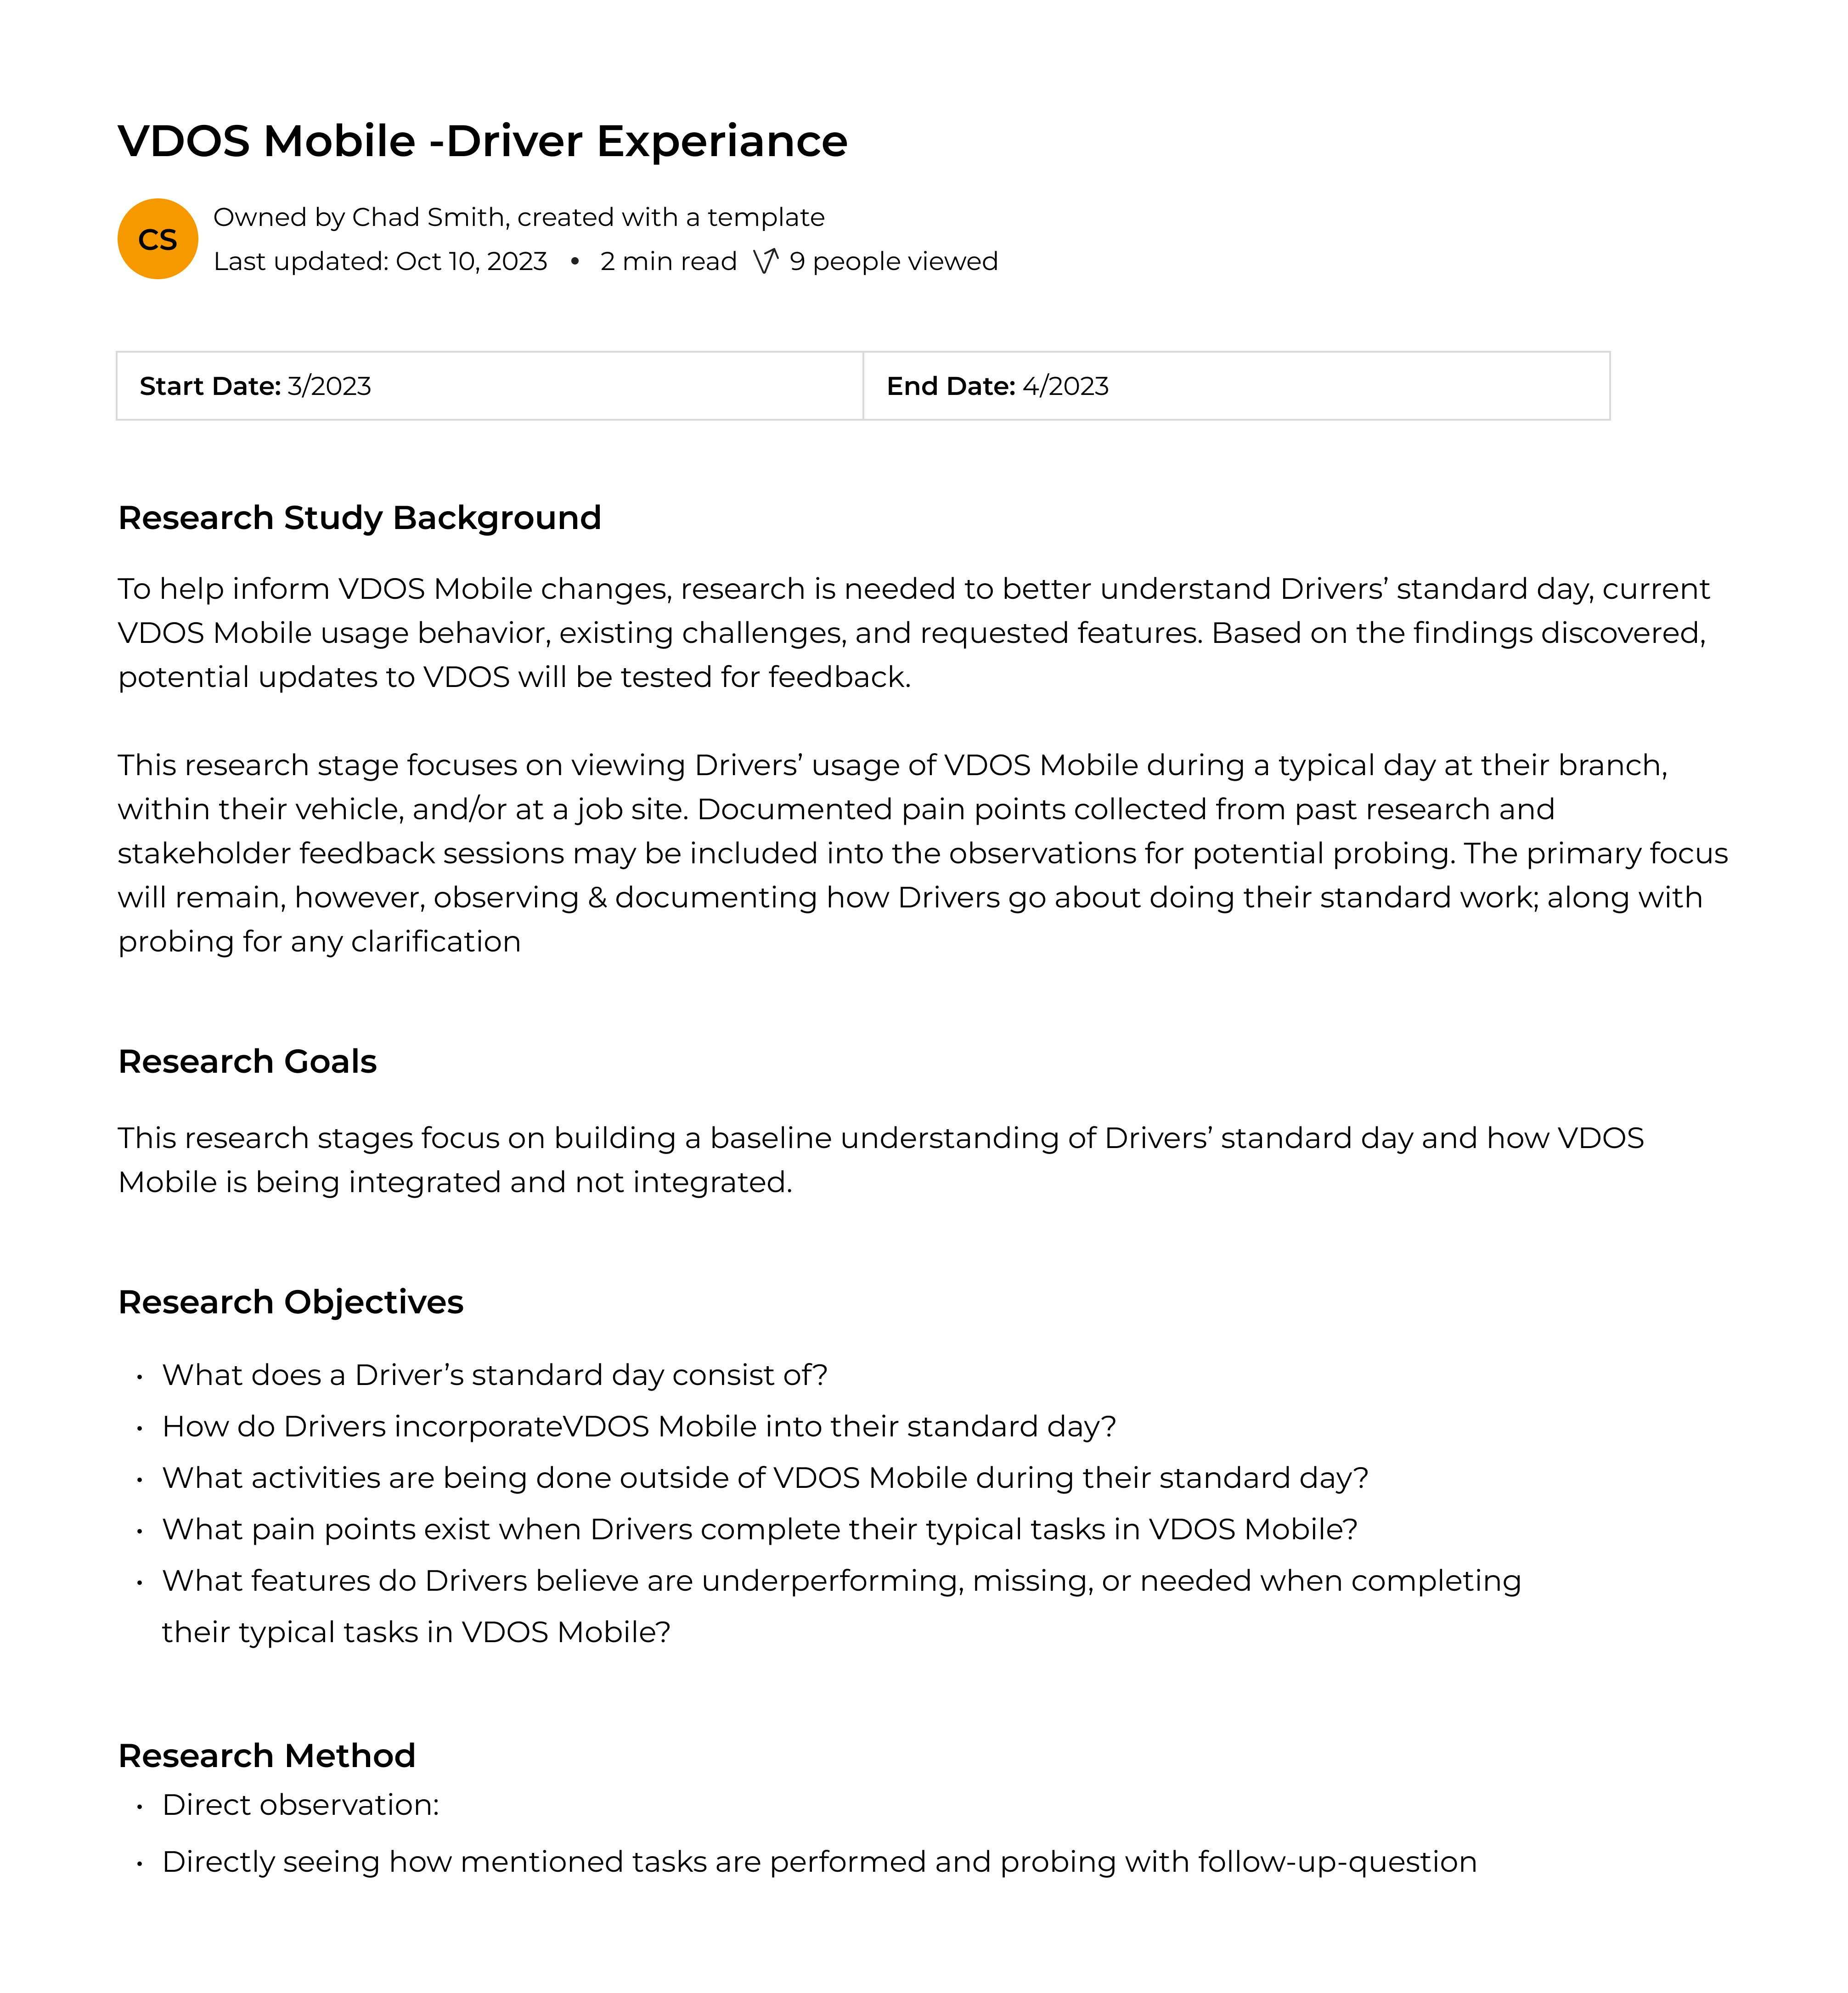 VDOS Mobile -Driver Experiance
CS
Owned by Chad Smith, created with a template
Last updated: Oct 10, 2023 • 2 min read 9 people viewed
Start Date: 3/2023
End Date: 4/2023
Research Study Background
To help inform VDOS Mobile changes, research is needed to better understand Drivers’ standard day, current
VDOS Mobile usage behavior, existing challenges, and requested features. Based on the findings discovered,
potential updates to VDOS will be tested for feedback.
This research stage focuses on viewing Drivers’ usage of VDOS Mobile during a typical day at their branch,
within their vehicle, and/or at a job site. Documented pain points collected from past research and
stakeholder feedback sessions may be included into the observations for potential probing. The primary focus
will remain, however, observing & documenting how Drivers go about doing their standard work; along with
probing for any clarification
Research Goals
This research stages focus on building a baseline understanding of Drivers’ standard day and how VDOS
Mobile is being integrated and not integrated.
Research Objectives
• What does a Driver’s standard day consist of?
• How do Drivers incorporateVDOS Mobile into their standard day?
• What activities are being done outside of VDOS Mobile during their standard day?
• What pain points exist when Drivers complete their typical tasks in VDOS Mobile?
• What features do Drivers believe are underperforming, missing, or needed when completing
their typical tasks in VDOS Mobile?
Research Method
• Direct observation:
• Directly seeing how mentioned tasks are performed and probing with follow-up-question